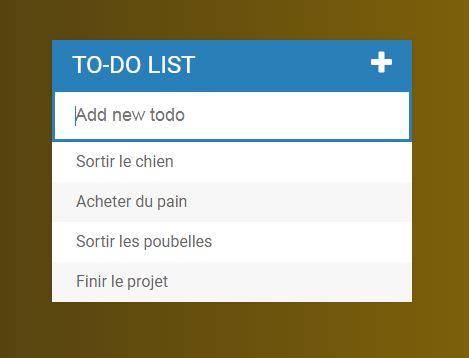 TO-DO LIST
Add new todo
Sortir le chien
Acheter du pain
Sortir les poubelles
Finir le projet